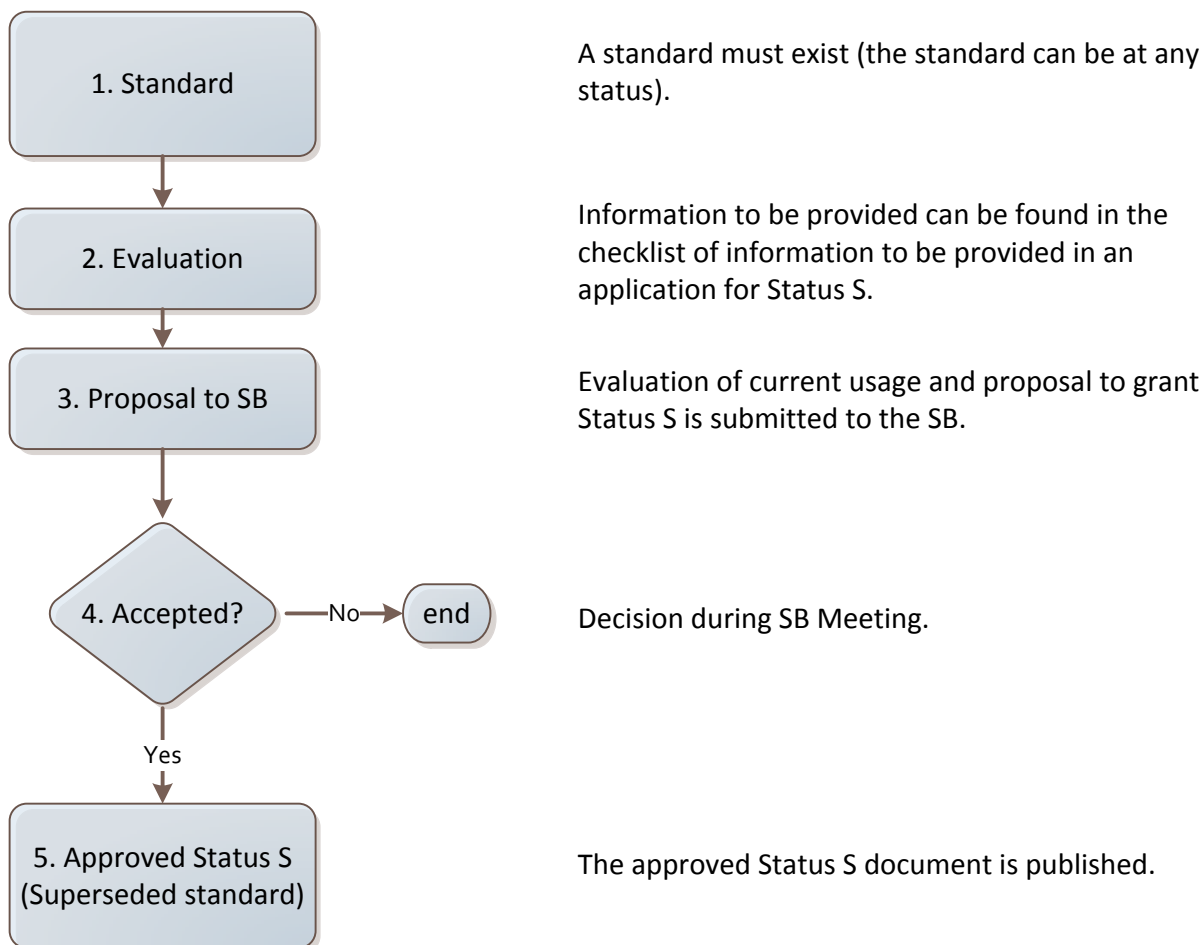 1. Standard
A standard must exist (the standard can be at any
status).
2. Evaluation
Information to be provided can be found in the
checklist of information to be provided in an
application for Status S.
3. Proposal to SB
Evaluation of current usage and proposal to grant
Status S is submitted to the SB.
4. Accepted?
No
end
Decision during SB Meeting.
Yes
5. Approved Status S
(Superseded standard)
The approved Status S document is published.